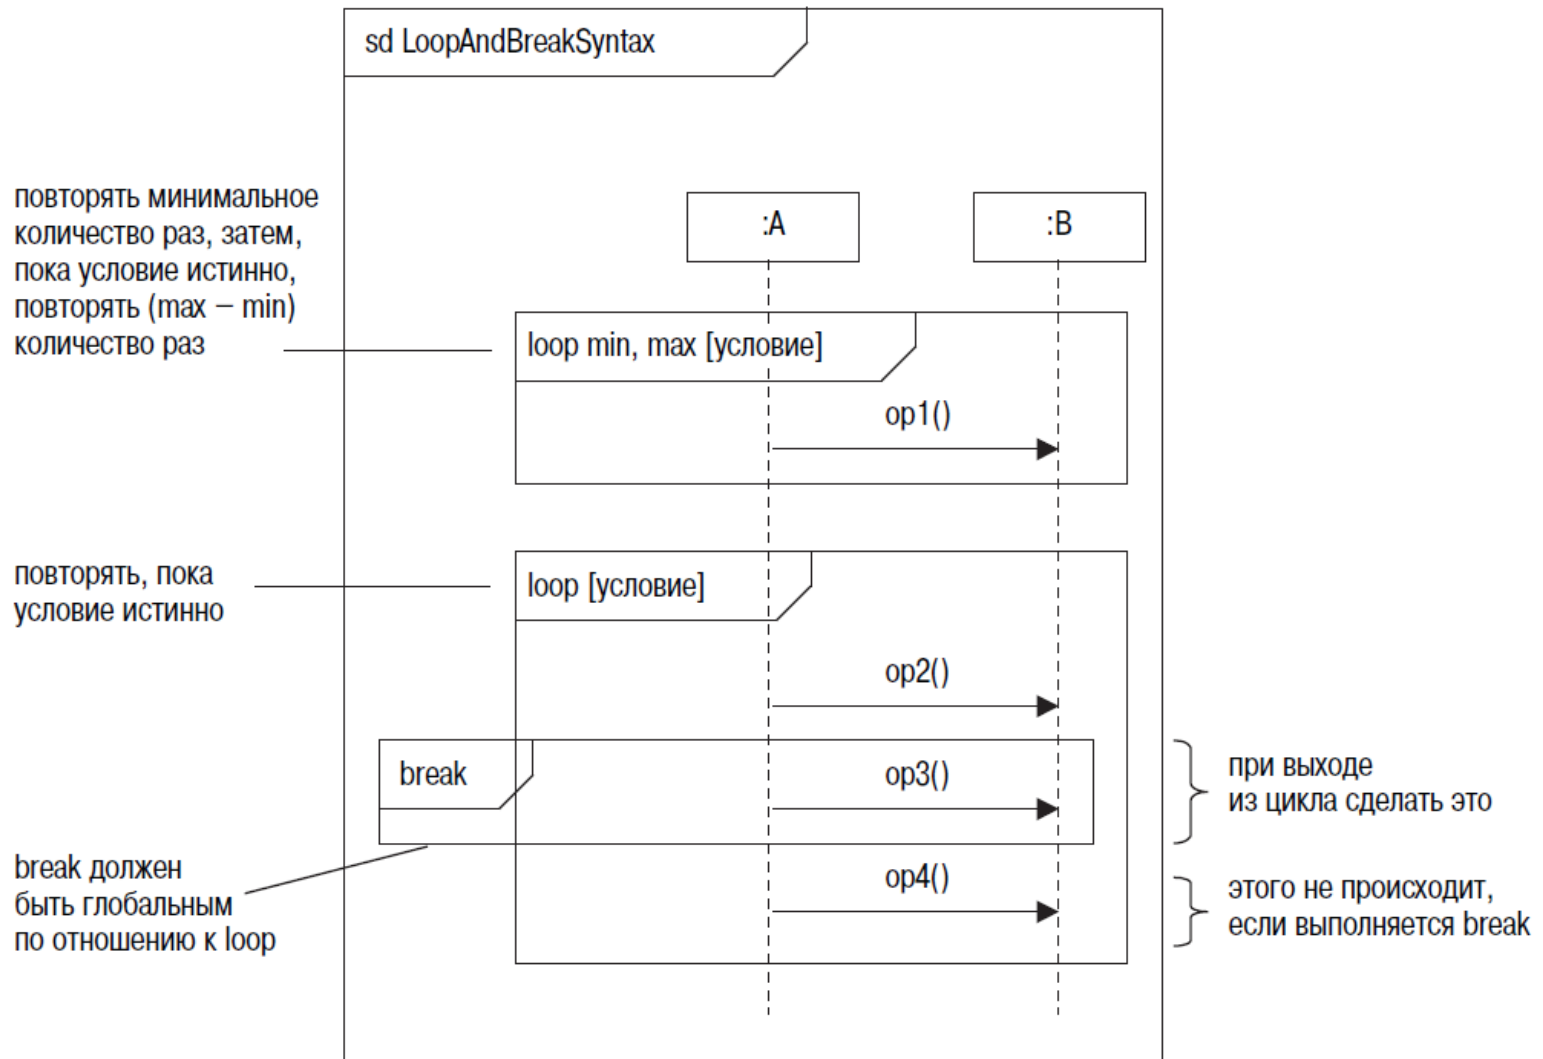 sd LoopAndBreakSyntax
повторять минимальное
количество раз, затем,
пока условие истинно,
повторять (max – min)
количество раз
:A
:B
loop min, max [условие]
op1()
повторять, пока
условие истинно
loop [условие]
op2()
break
op3()
при выходе
из цикла сделать это
break должен
быть глобальным
по отношению к loop
op4()
этого не происходит,
если выполняется break